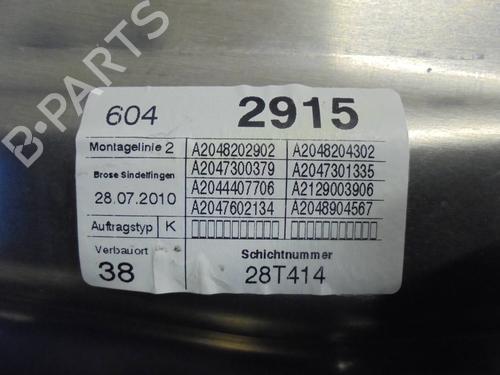 604 2915
Montagelinie 2 A2048202902 A2048204302
Brose Sindelfingen A2047300379 A2047301335
28.07.2010 A2044407706 A2129003906
A2047602134 A2048904567
Auftragstyp K ▯▯▯▯▯▯▯▯▯▯▯ ▯▯▯▯▯▯▯▯▯▯▯
Verbauort Schichtnummer
38 28T414
B-PARTS
B-PARTS